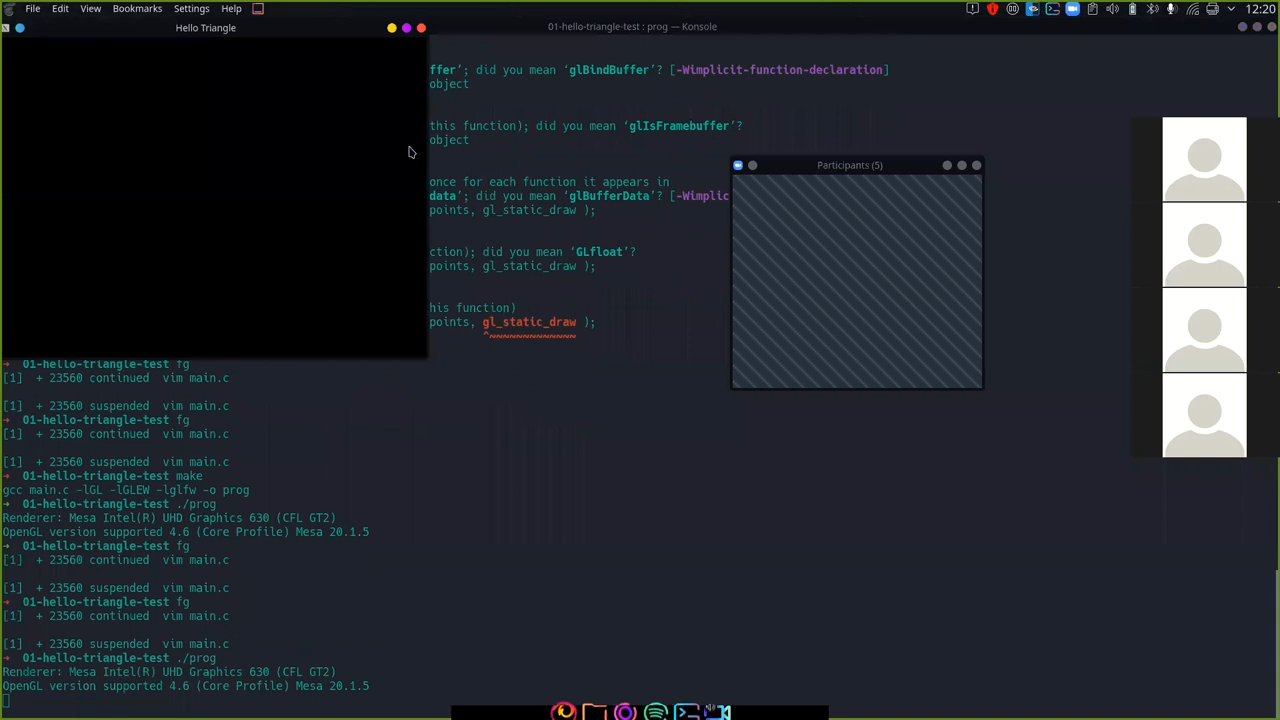 File Edit View Bookmarks Settings Help
12:20
Hello Triangle
01-hello-triangle-test : prog — Konsole
ffer’; did you mean ‘glBindBuffer’? [-Wimplicit-function-declaration]
object
this function); did you mean ‘glIsFramebuffer’?
object
once for each function it appears in
data’; did you mean ‘glBufferData’? [-Wimplic
points, gl_static_draw );
ction); did you mean ‘GLfloat’?
points, gl_static_draw );
his function)
points, gl_static_draw );
^~~~~~~~~~~~~~
Participants (5)
➜ 01-hello-triangle-test fg
[1] + 23560 continued vim main.c
[1] + 23560 suspended vim main.c
➜ 01-hello-triangle-test fg
[1] + 23560 continued vim main.c
[1] + 23560 suspended vim main.c
➜ 01-hello-triangle-test make
gcc main.c -lGL -lGLEW -lglfw -o prog
➜ 01-hello-triangle-test ./prog
Renderer: Mesa Intel(R) UHD Graphics 630 (CFL GT2)
OpenGL version supported 4.6 (Core Profile) Mesa 20.1.5
➜ 01-hello-triangle-test fg
[1] + 23560 continued vim main.c
[1] + 23560 suspended vim main.c
➜ 01-hello-triangle-test fg
[1] + 23560 continued vim main.c
[1] + 23560 suspended vim main.c
➜ 01-hello-triangle-test ./prog
Renderer: Mesa Intel(R) UHD Graphics 630 (CFL GT2)
OpenGL version supported 4.6 (Core Profile) Mesa 20.1.5